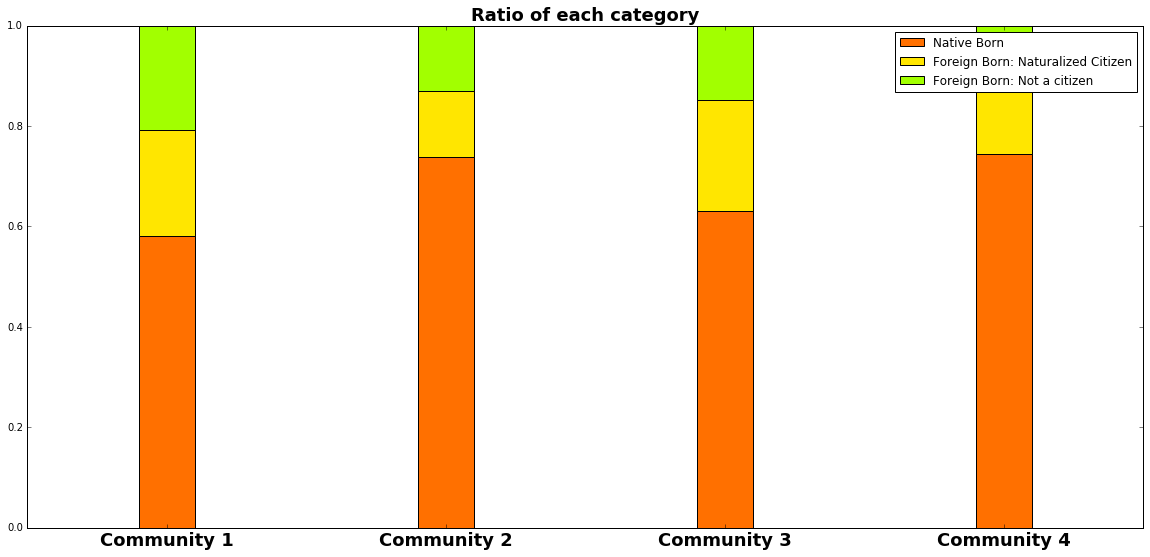 Ratio of each category
1.0
0.8
0.6
0.4
0.2
0.0
Native Born
Foreign Born: Naturalized Citizen
Foreign Born: Not a citizen
Community 1
Community 2
Community 3
Community 4